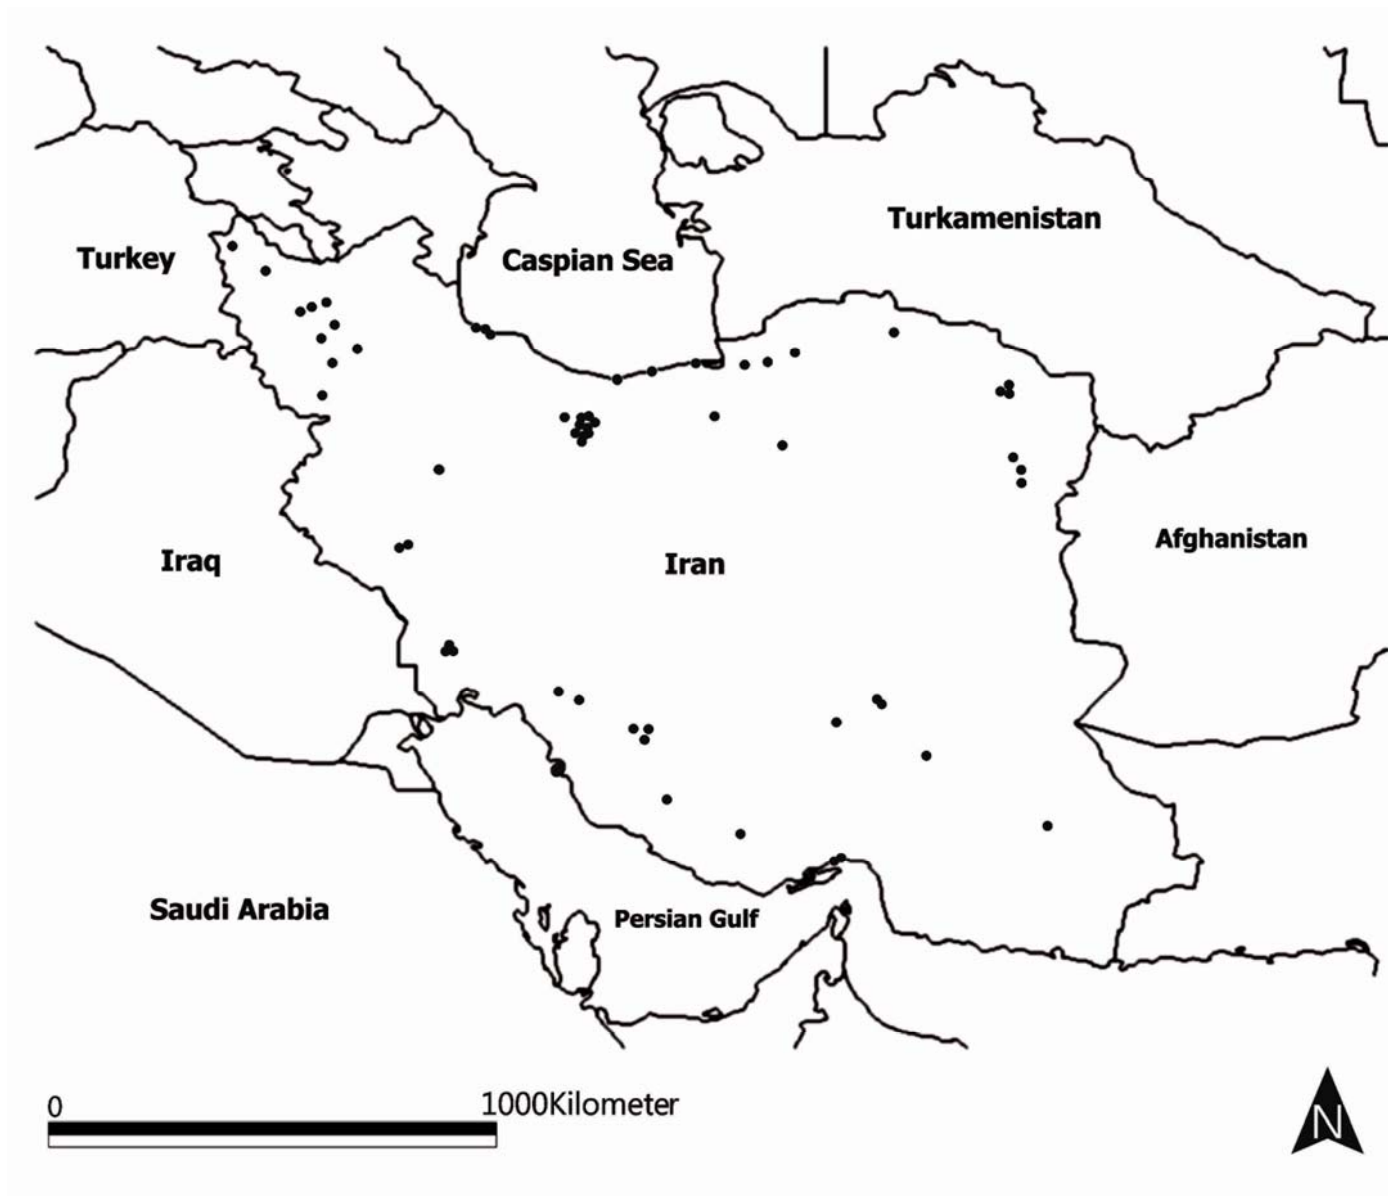 Turkamenistan
Turkey
Caspian Sea
Afghanistan
Iraq
Iran
Saudi Arabia
Persian Gulf
0
1000Kilometer
N